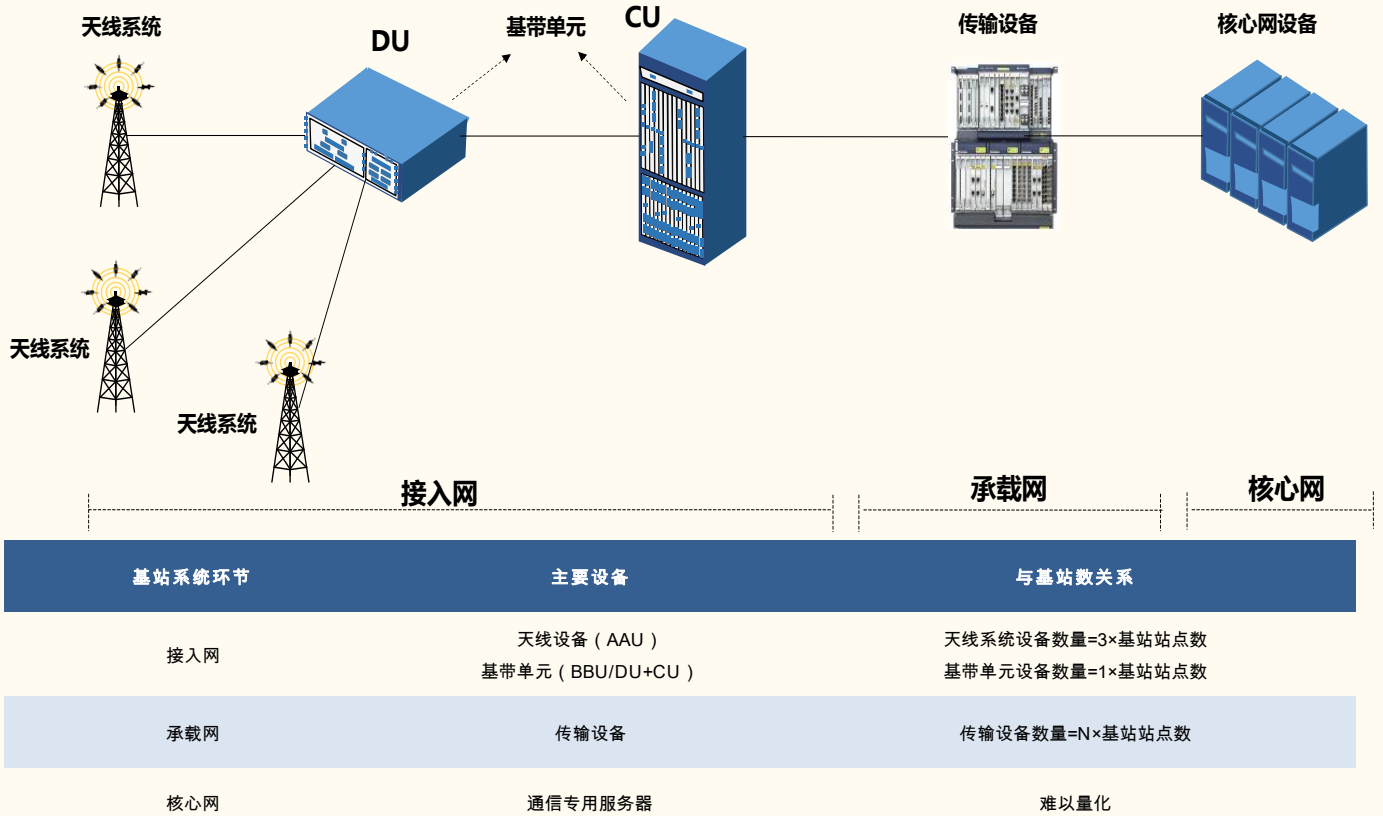 天线系统
DU
基带单元
CU
传输设备
核心网设备
天线系统
天线系统
接入网
承载网
核心网
基站系统环节
主要设备
与基站数关系
接入网
天线设备（AAU）
基带单元（BBU/DU+CU）
天线系统设备数量=3×基站站点数
基带单元设备数量=1×基站站点数
承载网
传输设备
传输设备数量=N×基站站点数
核心网
通信专用服务器
难以量化